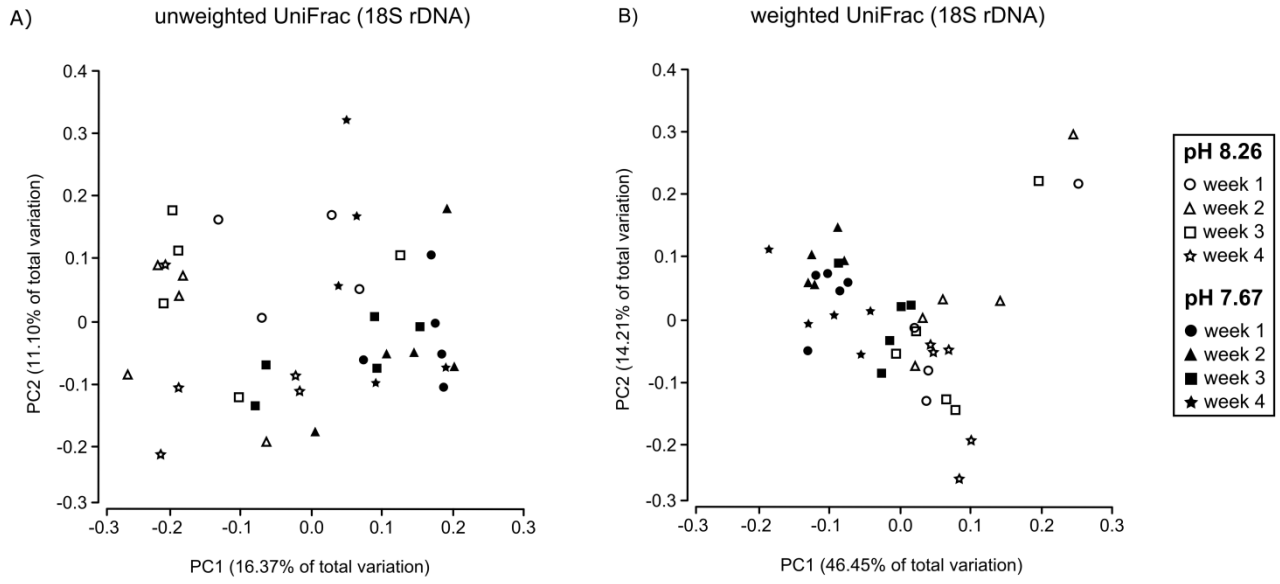 A)
unweighted UniFrac (18S rDNA)
0.4
0.3
0.2
0.1
0
-0.1
-0.2
-0.3
PC2 (11.10% of total variation)
-0.3
-0.2
-0.1
0.0
0.1
0.2
0.3
PC1 (16.37% of total variation)
B)
weighted UniFrac (18S rDNA)
0.4
0.3
0.2
0.1
0
-0.1
-0.2
-0.3
PC2 (14.21% of total variation)
-0.3
-0.2
-0.1
0.0
0.1
0.2
0.3
PC1 (46.45% of total variation)
pH 8.26
week 1
week 2
week 3
week 4
pH 7.67
week 1
week 2
week 3
week 4